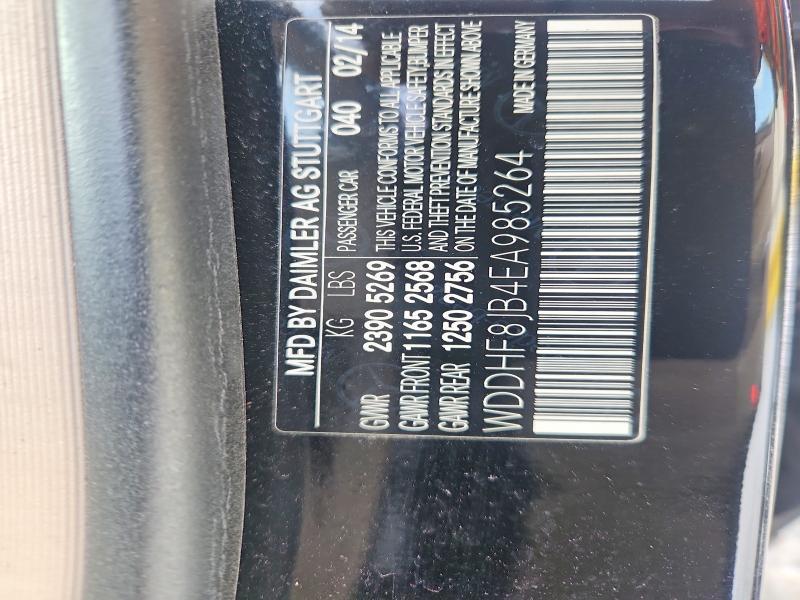 MFD BY DAIMLER AG STUTTGART
KG LBS PASSENGER CAR 040 02/14
GWR 2390 5269 THIS VEHICLE CONFORMS TO ALL APPLICABLE
GAWR FRONT 1165 2568 U.S. FEDERAL MOTOR VEHICLE SAFETY, BUMPER
GAWR REAR 1250 2756 AND THEFT PREVENTION STANDARDS IN EFFECT
ON THE DATE OF MANUFACTURE SHOWN ABOVE
WDDHF8JB4EA985264 MADE IN GERMANY